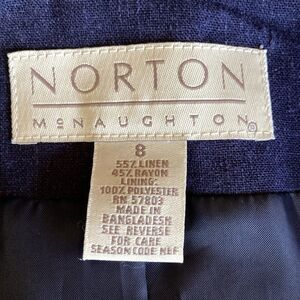 NORTON
McNAUGHTON®
8
55% LINEN
45% RAYON
LINING:
100% POLYESTER
RN 57803
MADE IN
BANGLADESH
SEE REVERSE
FOR CARE
SEASON CODE NEF